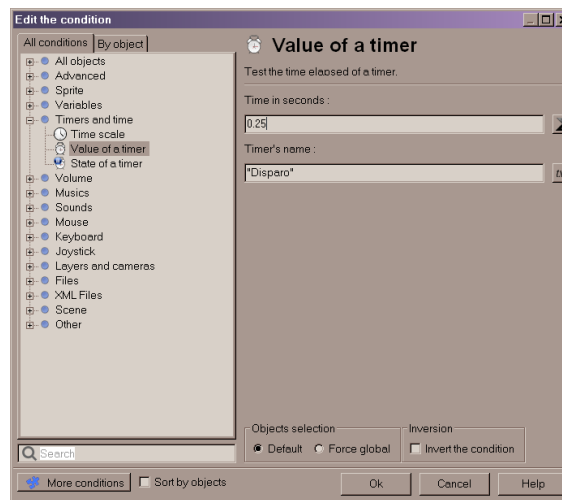 Edit the condition
All conditions
By object
All objects
Advanced
Sprite
Variables
Timers and time
Time scale
Value of a timer
State of a timer
Volume
Musics
Sounds
Mouse
Keyboard
Joystick
Layers and cameras
Files
XML Files
Scene
Other
Search
More conditions
Sort by objects
Value of a timer
Test the time elapsed of a timer.
Time in seconds :
0.25
Timer's name :
"Disparo"
Objects selection
Default
Force global
Inversion
Invert the condition
Ok
Cancel
Help